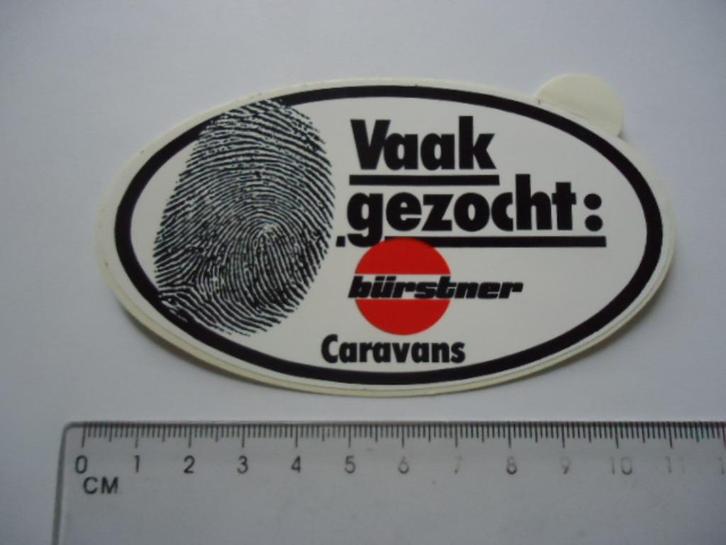 Vaak
gezocht:
bürstner
Caravans
0 1 2 3 4 5 6 7 8 9 10 11
CM